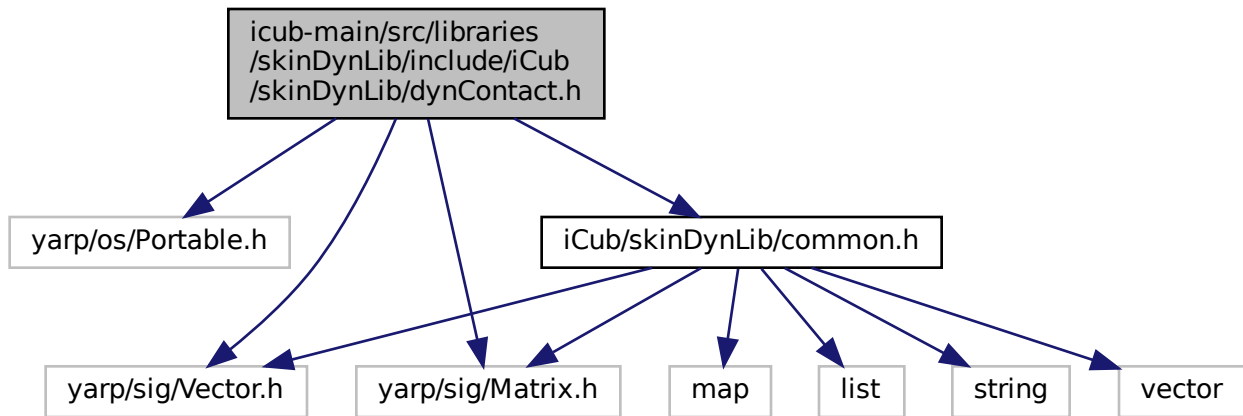 icub-main/src/libraries
/skinDynLib/include/iCub
/skinDynLib/dynContact.h
yarp/os/Portable.h
iCub/skinDynLib/common.h
yarp/sig/Vector.h
yarp/sig/Matrix.h
map
list
string
vector